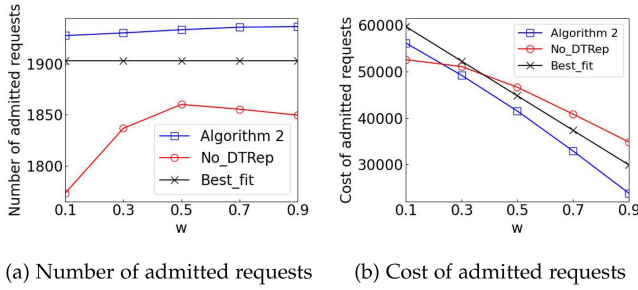 Number of admitted requests
1900
1850
1800
0.1 0.3 0.5 0.7 0.9
w
Algorithm 2
No_DTRep
Best_fit
(a) Number of admitted requests
Cost of admitted requests
60000
50000
40000
30000
0.1 0.3 0.5 0.7 0.9
w
Algorithm 2
No_DTRep
Best_fit
(b) Cost of admitted requests